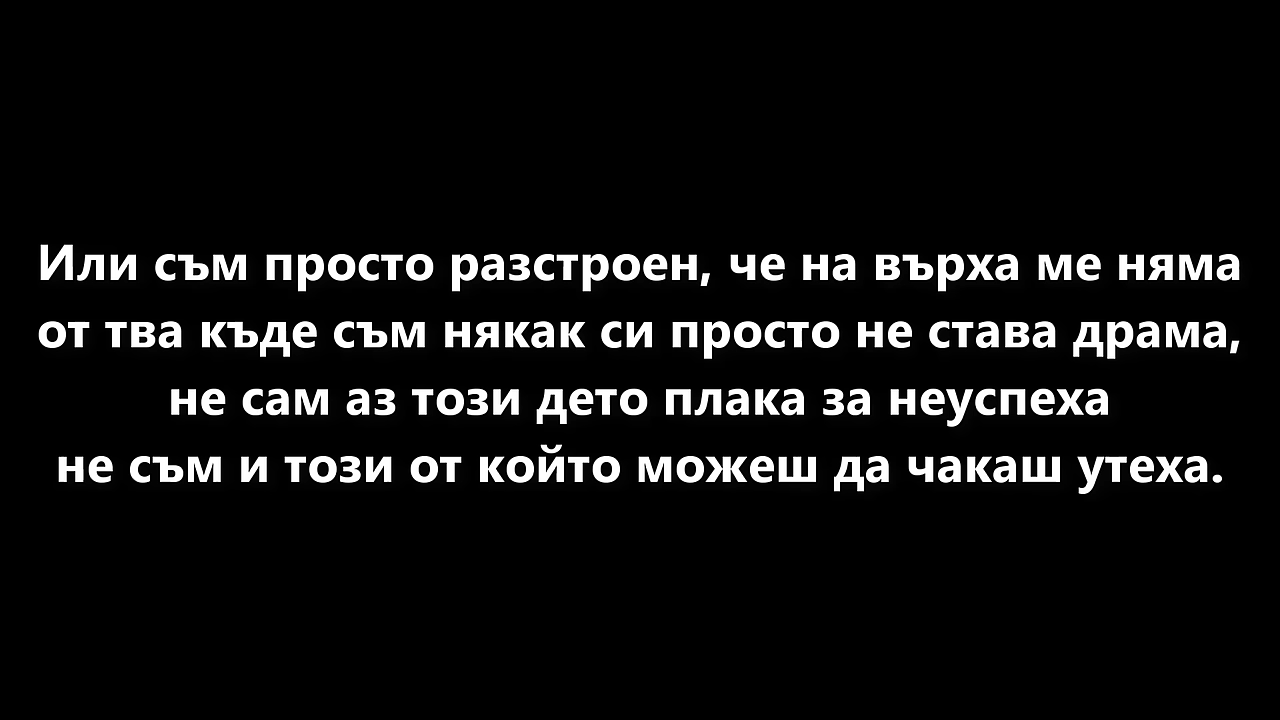 Или съм просто разстроен, че на върха ме няма
от тва къде съм някак си просто не става драма,
не сам аз този дето плака за неуспеха
не съм и този от който можеш да чакаш утеха.